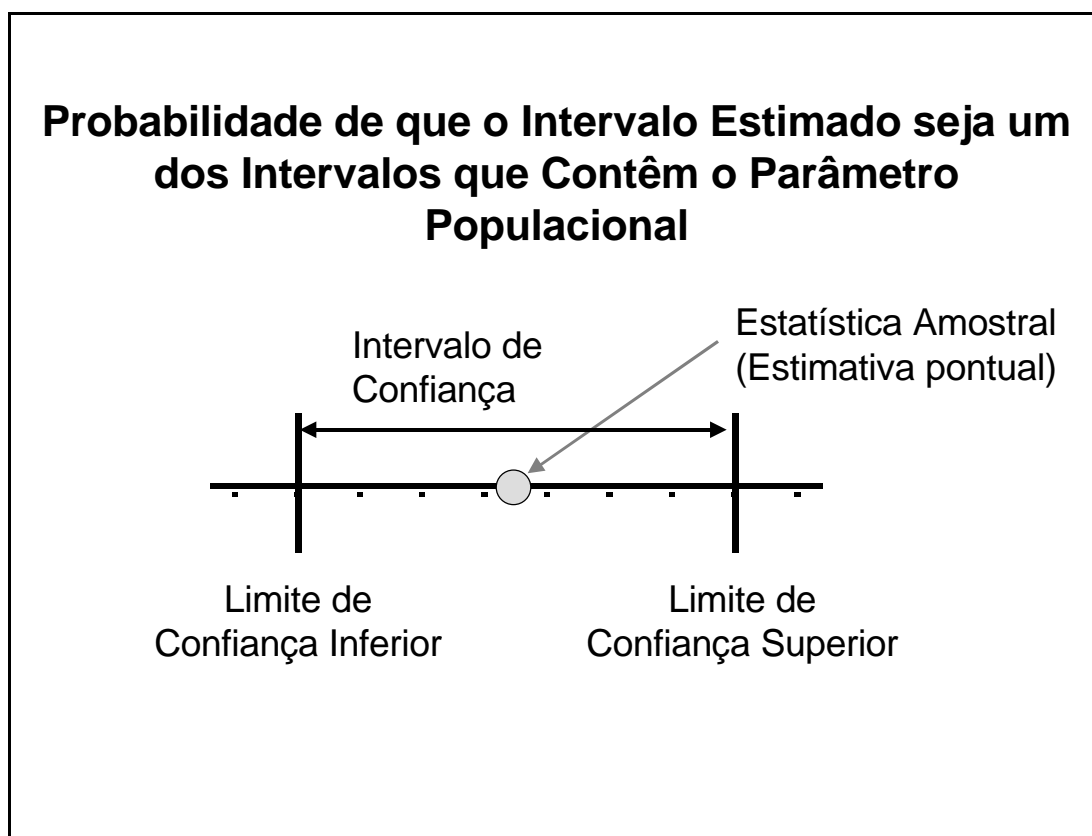 Probabilidade de que o Intervalo Estimado seja um
dos Intervalos que Contêm o Parâmetro
Populacional
Intervalo de
Confiança
Estatística Amostral
(Estimativa pontual)
Limite de
Confiança Inferior
Limite de
Confiança Superior